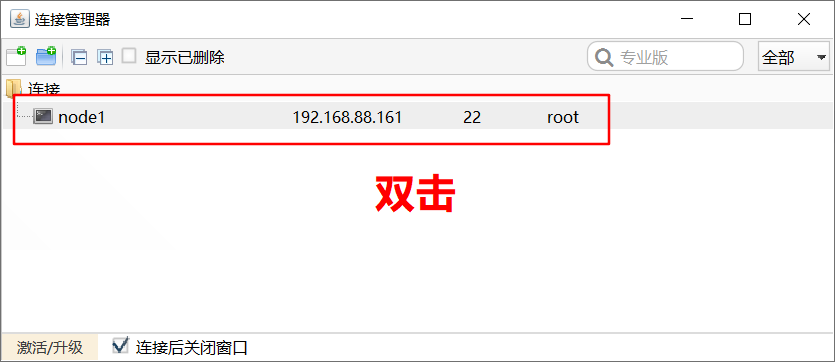 连接管理器
显示已删除 专业版 全部
连接
node1 192.168.88.161 22 root
双击
激活/升级 连接后关闭窗口